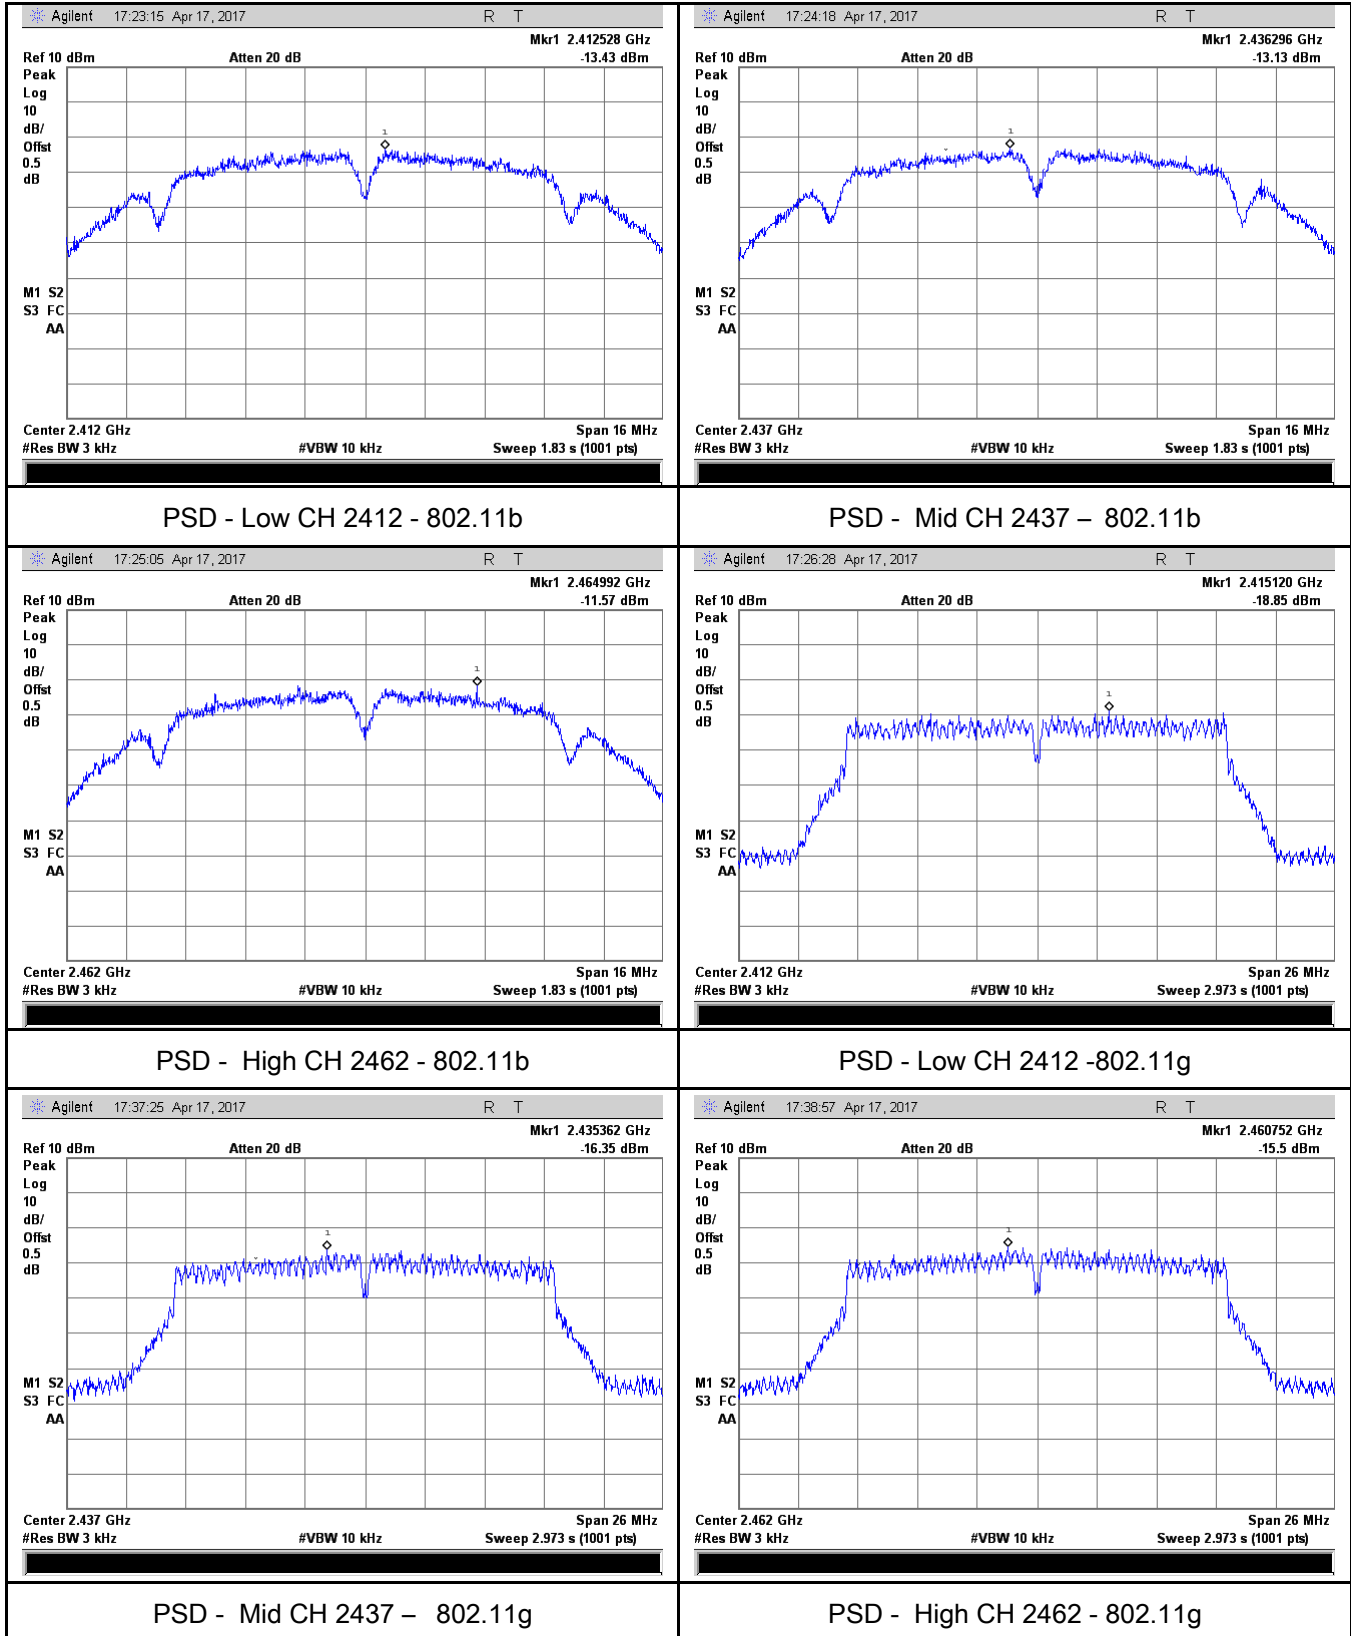 Agilent 17:23:15 Apr 17, 2017 R T
Mkr1 2.412528 GHz
Ref 10 dBm Atten 20 dB -13.43 dBm
Peak
Log
10
dB/
Offst
0.5
dB
1
M1 S2
S3 FC
AA
Center 2.412 GHz Span 16 MHz
#Res BW 3 kHz #VBW 10 kHz Sweep 1.83 s (1001 pts)
PSD - Low CH 2412 - 802.11b
Agilent 17:24:18 Apr 17, 2017 R T
Mkr1 2.436296 GHz
Ref 10 dBm Atten 20 dB -13.13 dBm
Peak
Log
10
dB/
Offst
0.5
dB
1
M1 S2
S3 FC
AA
Center 2.437 GHz Span 16 MHz
#Res BW 3 kHz #VBW 10 kHz Sweep 1.83 s (1001 pts)
PSD - Mid CH 2437 – 802.11b
Agilent 17:25:05 Apr 17, 2017 R T
Mkr1 2.464992 GHz
Ref 10 dBm Atten 20 dB -11.57 dBm
Peak
Log
10
dB/
Offst
0.5
dB
1
M1 S2
S3 FC
AA
Center 2.462 GHz Span 16 MHz
#Res BW 3 kHz #VBW 10 kHz Sweep 1.83 s (1001 pts)
PSD - High CH 2462 - 802.11b
Agilent 17:26:28 Apr 17, 2017 R T
Mkr1 2.415120 GHz
Ref 10 dBm Atten 20 dB -18.85 dBm
Peak
Log
10
dB/
Offst
0.5
dB
1
M1 S2
S3 FC
AA
Center 2.412 GHz Span 26 MHz
#Res BW 3 kHz #VBW 10 kHz Sweep 2.973 s (1001 pts)
PSD - Low CH 2412 -802.11g
Agilent 17:37:25 Apr 17, 2017 R T
Mkr1 2.435362 GHz
Ref 10 dBm Atten 20 dB -16.35 dBm
Peak
Log
10
dB/
Offst
0.5
dB
1
M1 S2
S3 FC
AA
Center 2.437 GHz Span 26 MHz
#Res BW 3 kHz #VBW 10 kHz Sweep 2.973 s (1001 pts)
PSD - Mid CH 2437 – 802.11g
Agilent 17:38:57 Apr 17, 2017 R T
Mkr1 2.460752 GHz
Ref 10 dBm Atten 20 dB -15.5 dBm
Peak
Log
10
dB/
Offst
0.5
dB
1
M1 S2
S3 FC
AA
Center 2.462 GHz Span 26 MHz
#Res BW 3 kHz #VBW 10 kHz Sweep 2.973 s (1001 pts)
PSD - High CH 2462 - 802.11g